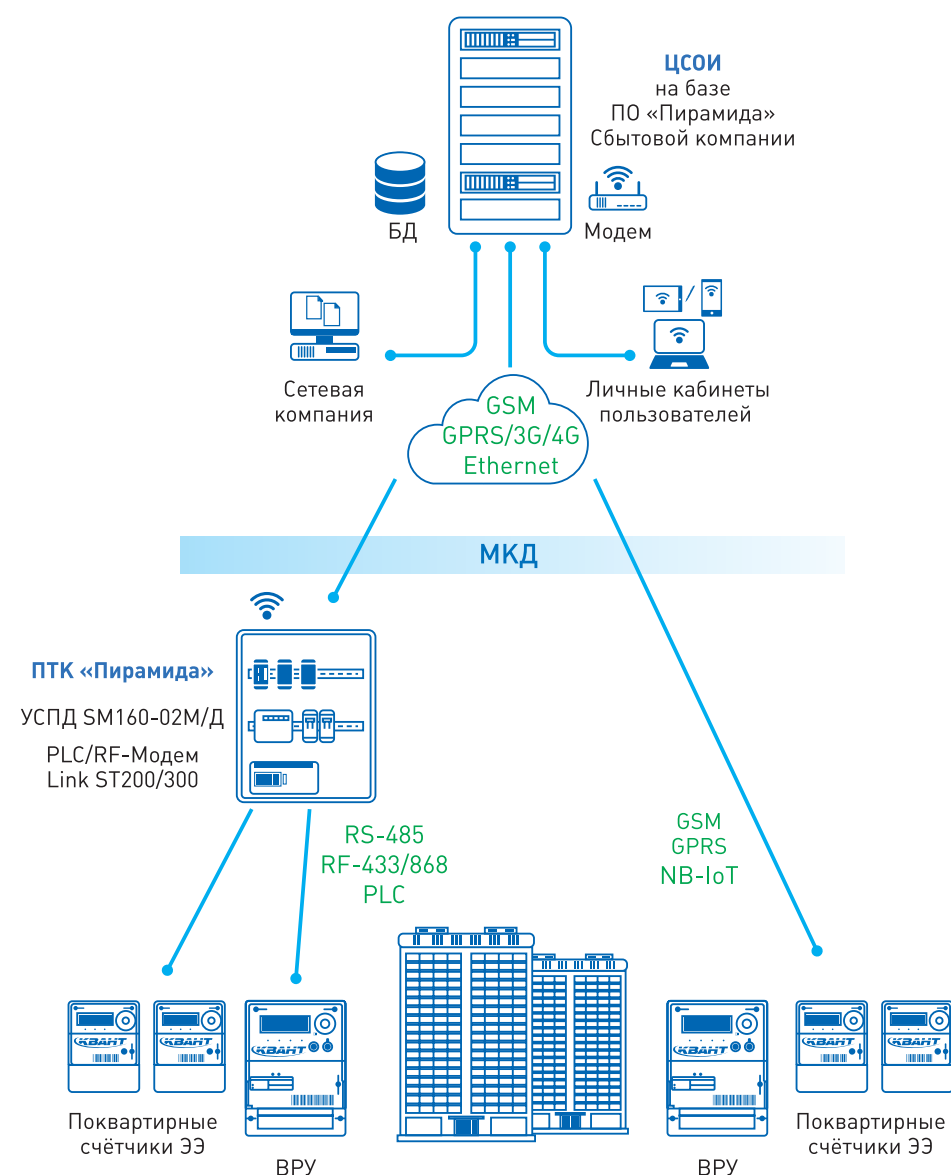 ЦСОИ
на базе
ПО «Пирамида»
Сбытовой компании
БД
Модем
Сетевая
компания
Личные кабинеты
пользователей
GSM
GPRS/3G/4G
Ethernet
МКД
ПТК «Пирамида»
УСПД SM160-02М/Д
PLC/RF-Модем
Link ST200/300
RS-485
RF-433/868
PLC
GSM
GPRS
NB-IoT
КВАНТ
КВАНТ
КВАНТ
КВАНТ
КВАНТ
КВАНТ
Поквартирные
счётчики ЭЭ
ВРУ
ВРУ
Поквартирные
счётчики ЭЭ